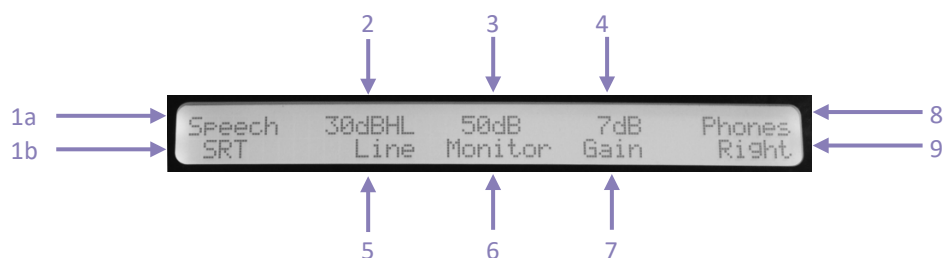 2 3 4
1a 8
Speech 30dBHL 50dB 7dB Phones
1b SRT Line Monitor Gain Right 9
5 6 7